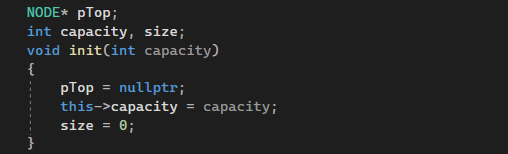 NODE* pTop;
int capacity, size;
void init(int capacity)
{
    pTop = nullptr;
    this->capacity = capacity;
    size = 0;
}